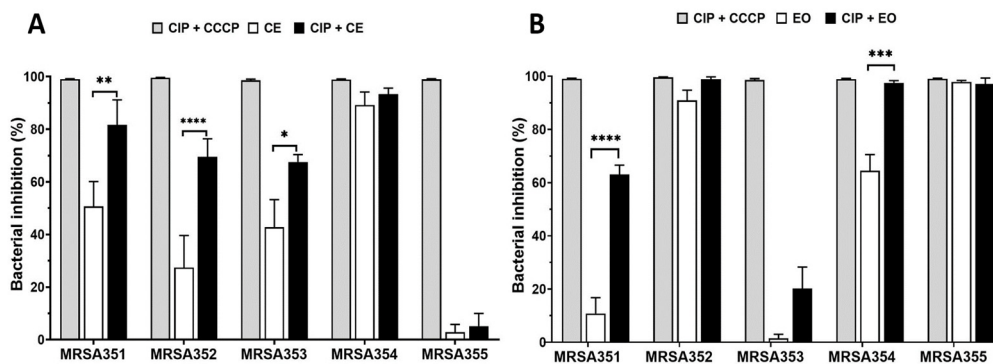 A
CIP + CCCP CE CIP + CE
Bacterial inhibition (%)
100
80
60
40
20
0
** **** *
MRSA351 MRSA352 MRSA353 MRSA354 MRSA355
B
CIP + CCCP EO CIP + EO
Bacterial inhibition (%)
100
80
60
40
20
0
**** ***
MRSA351 MRSA352 MRSA353 MRSA354 MRSA355